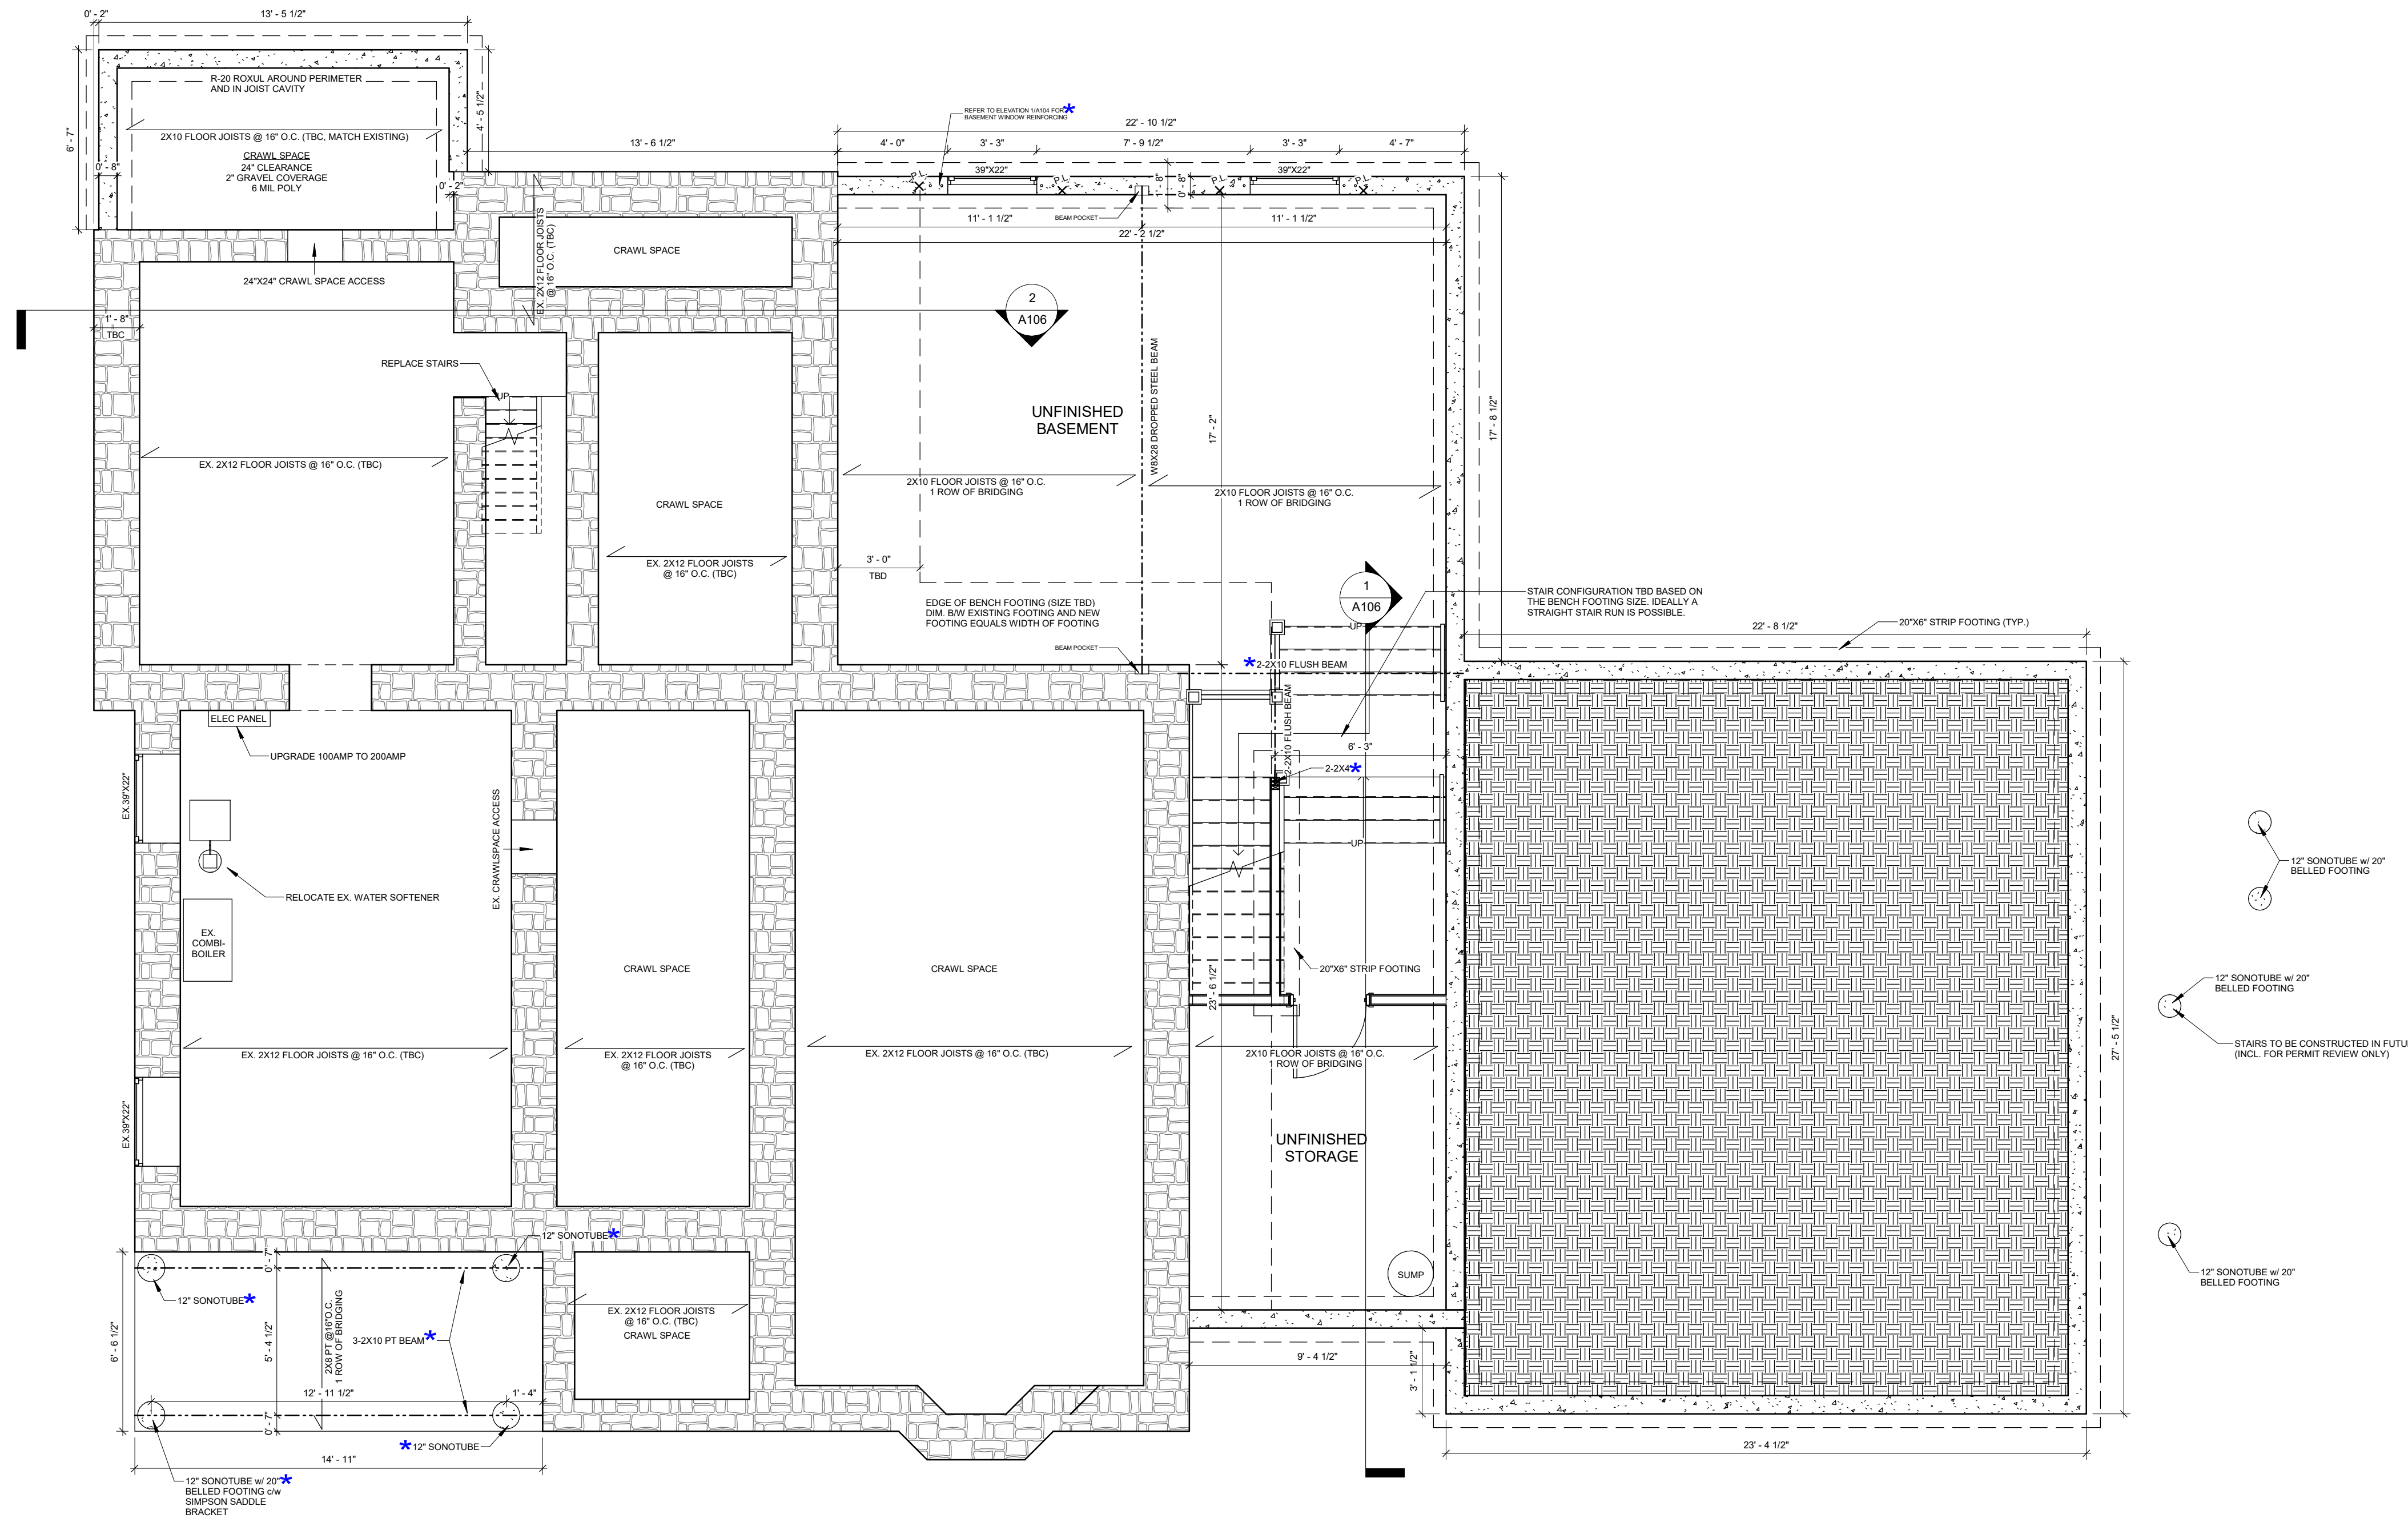 0' - 2"
13' - 5 1/2"
R-20 ROXUL AROUND PERIMETER
AND IN JOIST CAVITY
6' - 7"
4' - 5 1/2"
2X10 FLOOR JOISTS @ 16" O.C. (TBC, MATCH EXISTING)
CRAWL SPACE
24" CLEARANCE
2" GRAVEL COVERAGE
6 MIL POLY
0' - 8"
0' - 2"
13' - 6 1/2"
REFER TO ELEVATION 1/A104 FOR*
BASEMENT WINDOW REINFORCING
22' - 10 1/2"
4' - 0"
3' - 3"
7' - 9 1/2"
3' - 3"
4' - 7"
P.L.
39"X22"
P.L.
1' - 8"
0' - 8"
P.L.
39"X22"
P.L.
BEAM POCKET
11' - 1 1/2"
11' - 1 1/2"
22' - 2 1/2"
EX. 2X12 FLOOR JOISTS
@ 16" O.C. (TBC)
CRAWL SPACE
24"X24" CRAWL SPACE ACCESS
1' - 8"
TBC
2
A106
REPLACE STAIRS
UP
W8X28 DROPPED STEEL BEAM
UNFINISHED
BASEMENT
17' - 2"
17' - 8 1/2"
EX. 2X12 FLOOR JOISTS @ 16" O.C. (TBC)
2X10 FLOOR JOISTS @ 16" O.C.
1 ROW OF BRIDGING
2X10 FLOOR JOISTS @ 16" O.C.
1 ROW OF BRIDGING
CRAWL SPACE
EX. 2X12 FLOOR JOISTS
@ 16" O.C. (TBC)
3' - 0"
TBD
1
A106
EDGE OF BENCH FOOTING (SIZE TBD)
DIM. B/W EXISTING FOOTING AND NEW
FOOTING EQUALS WIDTH OF FOOTING
STAIR CONFIGURATION TBD BASED ON
THE BENCH FOOTING SIZE. IDEALLY A
STRAIGHT STAIR RUN IS POSSIBLE.
UP
22' - 8 1/2"
20"X6" STRIP FOOTING (TYP.)
BEAM POCKET
*2-2X10 FLUSH BEAM
2-2X10 FLUSH BEAM
ELEC PANEL
UPGRADE 100AMP TO 200AMP
6' - 3"
2-2X4*
EX.39"X22"
EX. CRAWLSPACE ACCESS
UP
12" SONOTUBE w/ 20"
BELLED FOOTING
RELOCATE EX. WATER SOFTENER
EX.
COMBI-
BOILER
CRAWL SPACE
CRAWL SPACE
20"X6" STRIP FOOTING
23' - 6 1/2"
12" SONOTUBE w/ 20"
BELLED FOOTING
STAIRS TO BE CONSTRUCTED IN FUTU
(INCL. FOR PERMIT REVIEW ONLY)
27' - 5 1/2"
EX. 2X12 FLOOR JOISTS @ 16" O.C. (TBC)
EX. 2X12 FLOOR JOISTS
@ 16" O.C. (TBC)
EX. 2X12 FLOOR JOISTS @ 16" O.C. (TBC)
2X10 FLOOR JOISTS @ 16" O.C.
1 ROW OF BRIDGING
EX.39"X22"
UNFINISHED
STORAGE
12" SONOTUBE*
0' - 7"
SUMP
12" SONOTUBE w/ 20"
BELLED FOOTING
12" SONOTUBE*
6' - 6 1/2"
5' - 4 1/2"
2X8 PT @16"O.C.
1 ROW OF BRIDGING
3-2X10 PT BEAM*
EX. 2X12 FLOOR JOISTS
@ 16" O.C. (TBC)
CRAWL SPACE
9' - 4 1/2"
3' - 1 1/2"
12' - 11 1/2"
1' - 4"
0' - 7"
*12" SONOTUBE
23' - 4 1/2"
14' - 11"
12" SONOTUBE w/ 20"*
BELLED FOOTING c/w
SIMPSON SADDLE
BRACKET